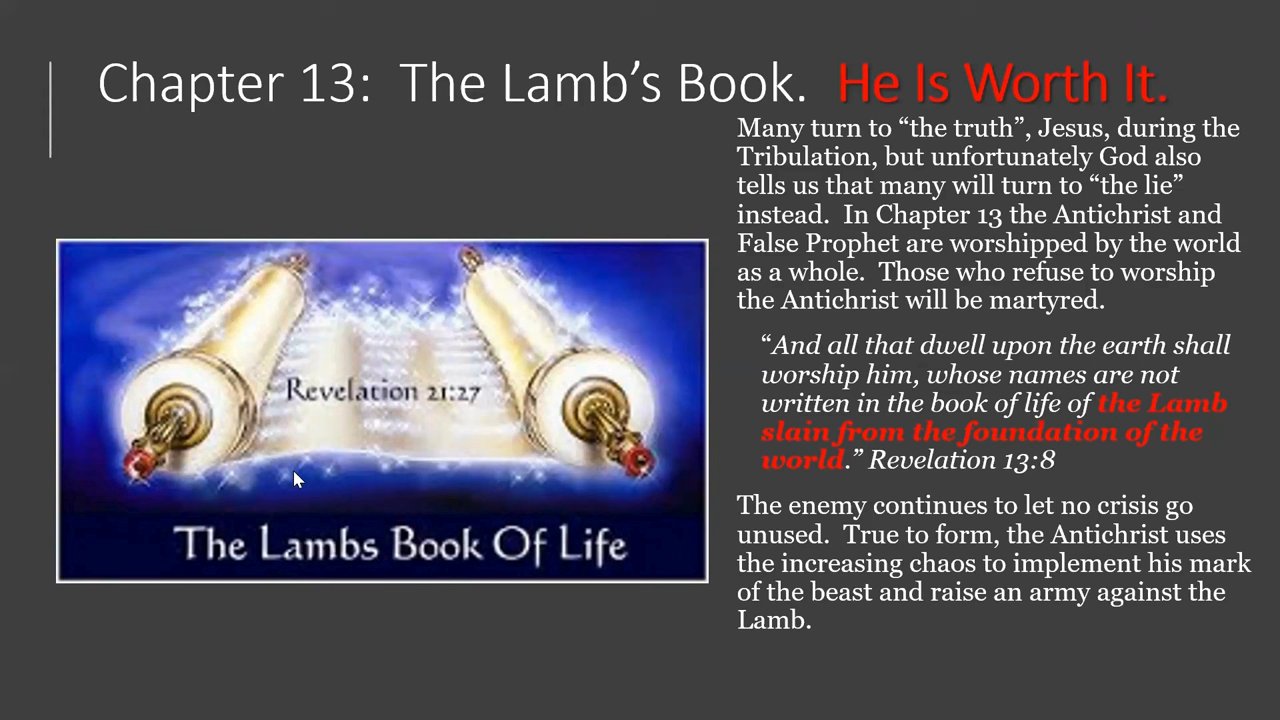 Chapter 13:  The Lamb’s Book.  He Is Worth It.
Many turn to “the truth”, Jesus, during the
Tribulation, but unfortunately God also
tells us that many will turn to “the lie”
instead.  In Chapter 13 the Antichrist and
False Prophet are worshipped by the world
as a whole.  Those who refuse to worship
the Antichrist will be martyred.
“And all that dwell upon the earth shall
worship him, whose names are not
written in the book of life of the Lamb
slain from the foundation of the
world.” Revelation 13:8
The enemy continues to let no crisis go
unused.  True to form, the Antichrist uses
the increasing chaos to implement his mark
of the beast and raise an army against the
Lamb.
Revelation 21:27
The Lambs Book Of Life